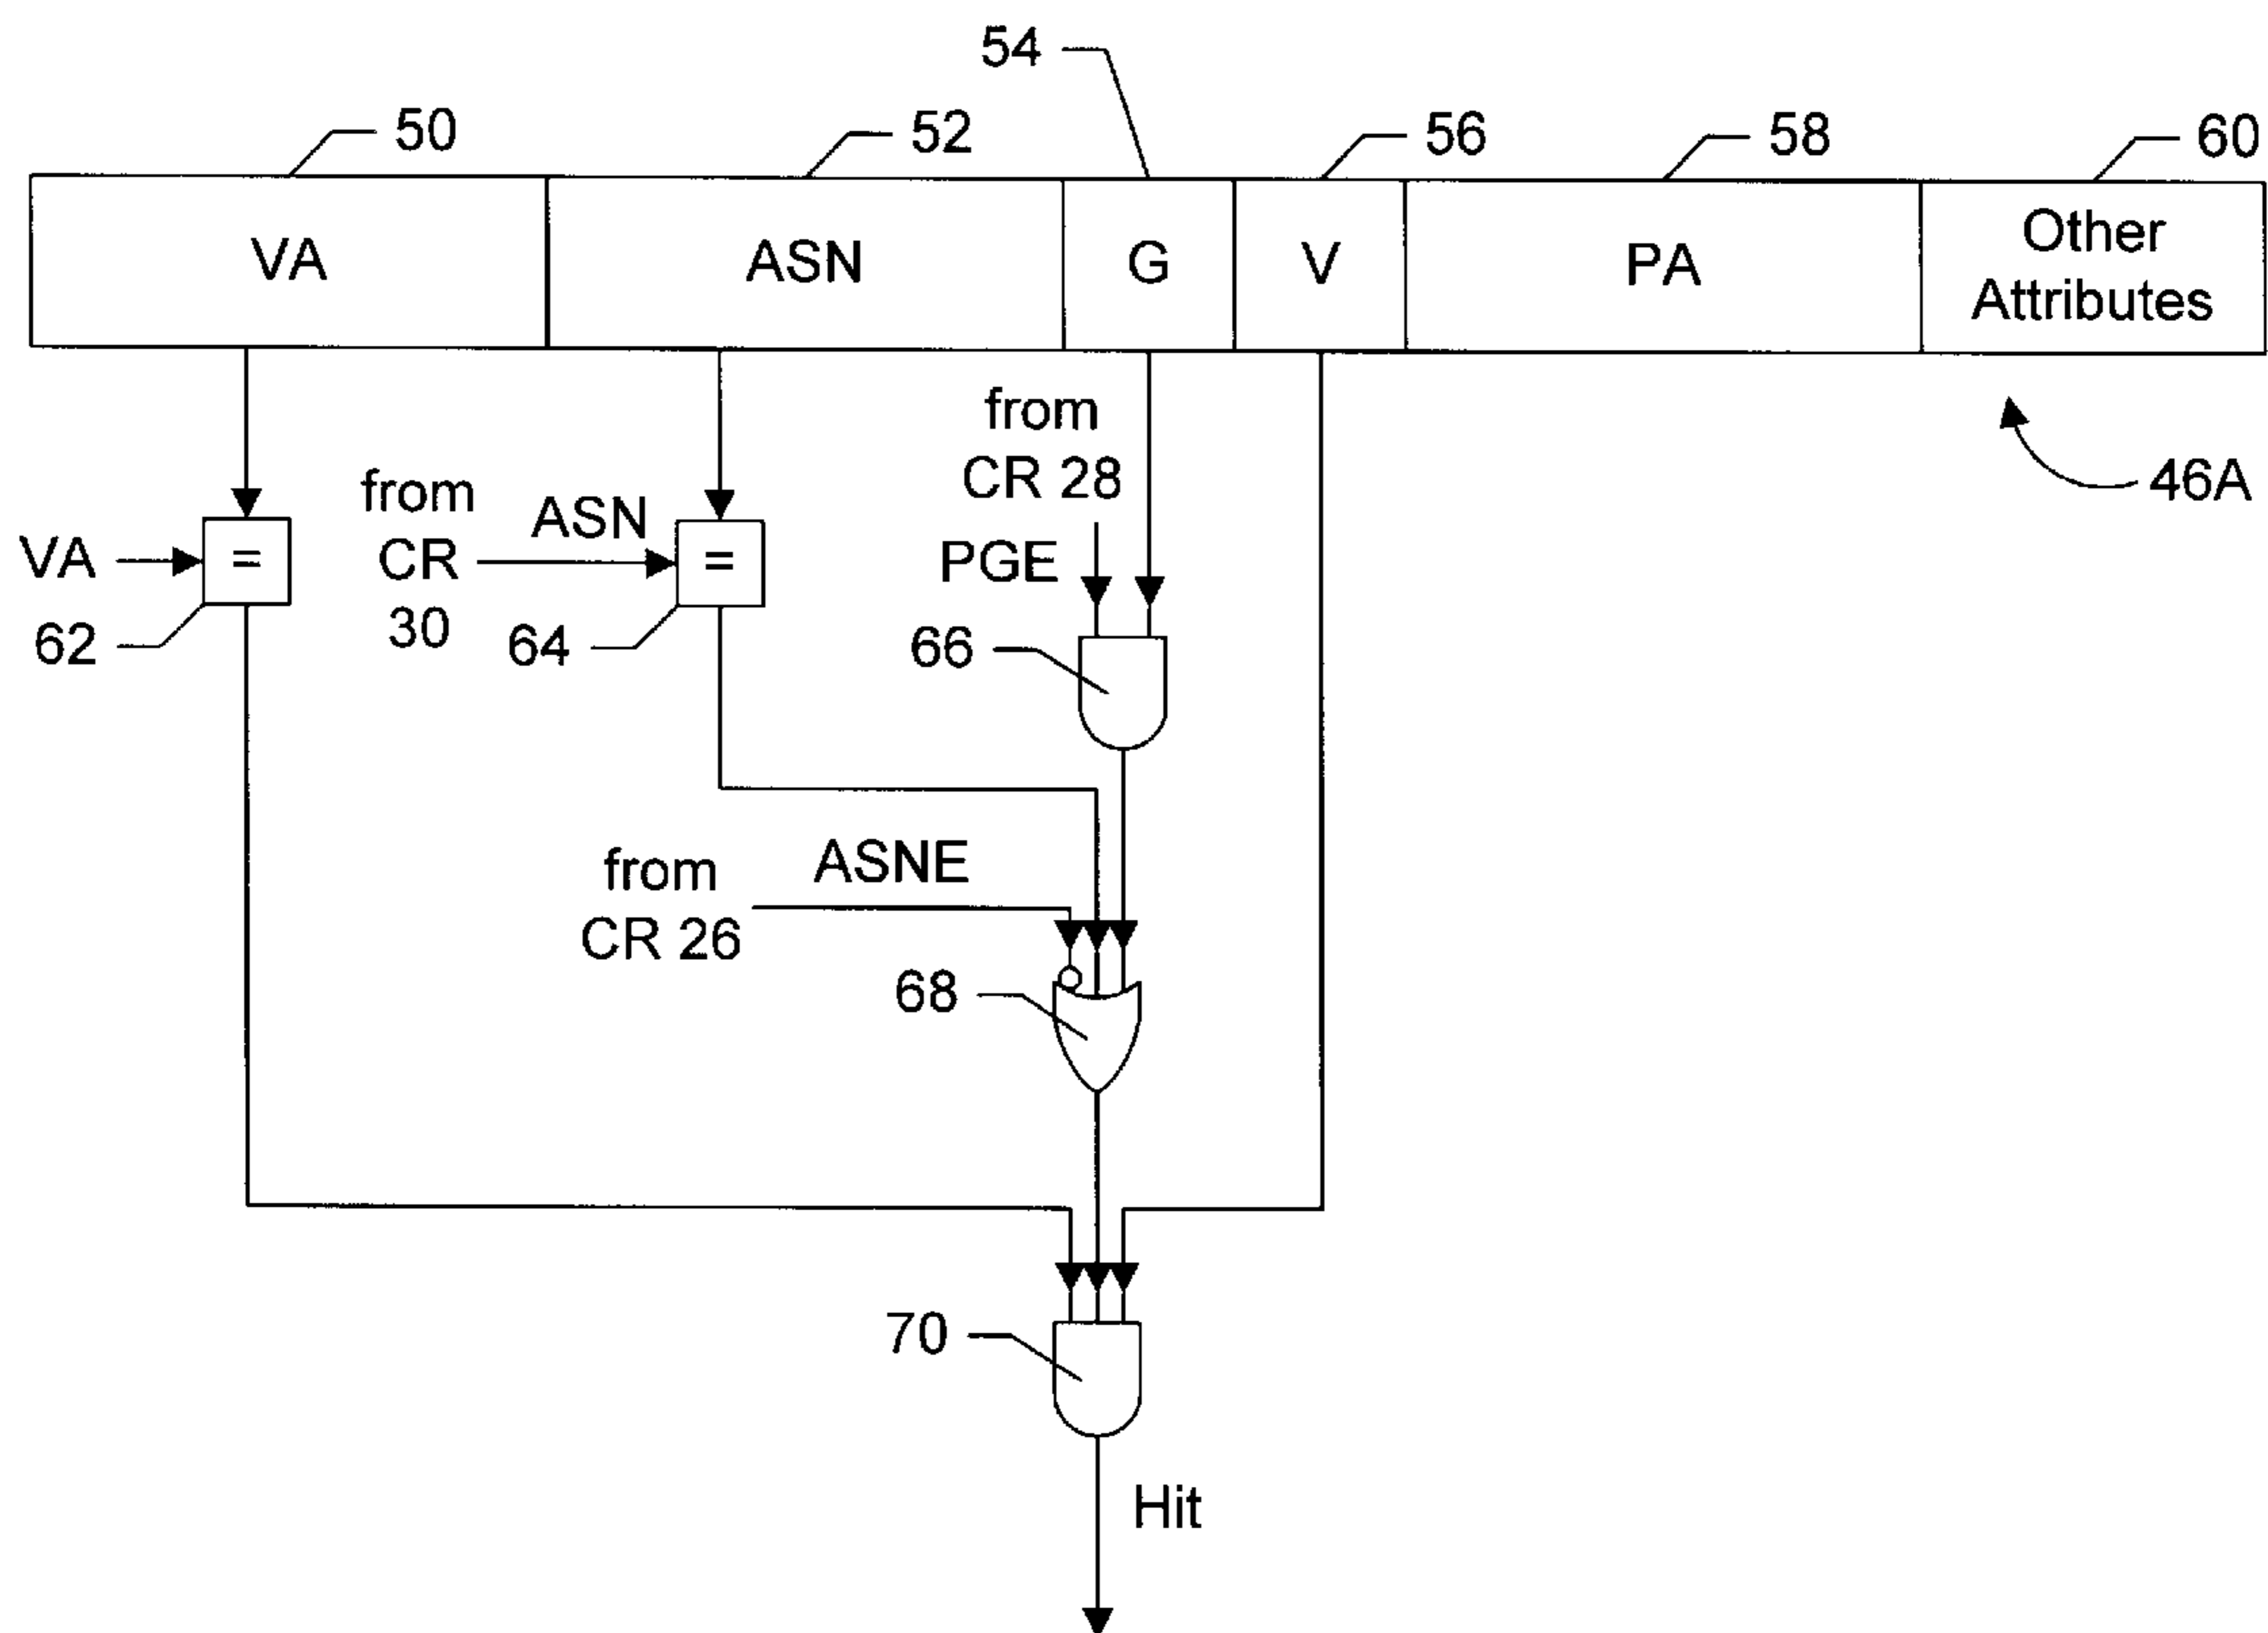 54
50
52
56
58
60
VA
ASN
G
V
PA
Other
Attributes
from
CR 28
PGE
46A
from
CR
30
ASN
VA
=
=
62
64
66
from
CR 26
ASNE
68
70
Hit